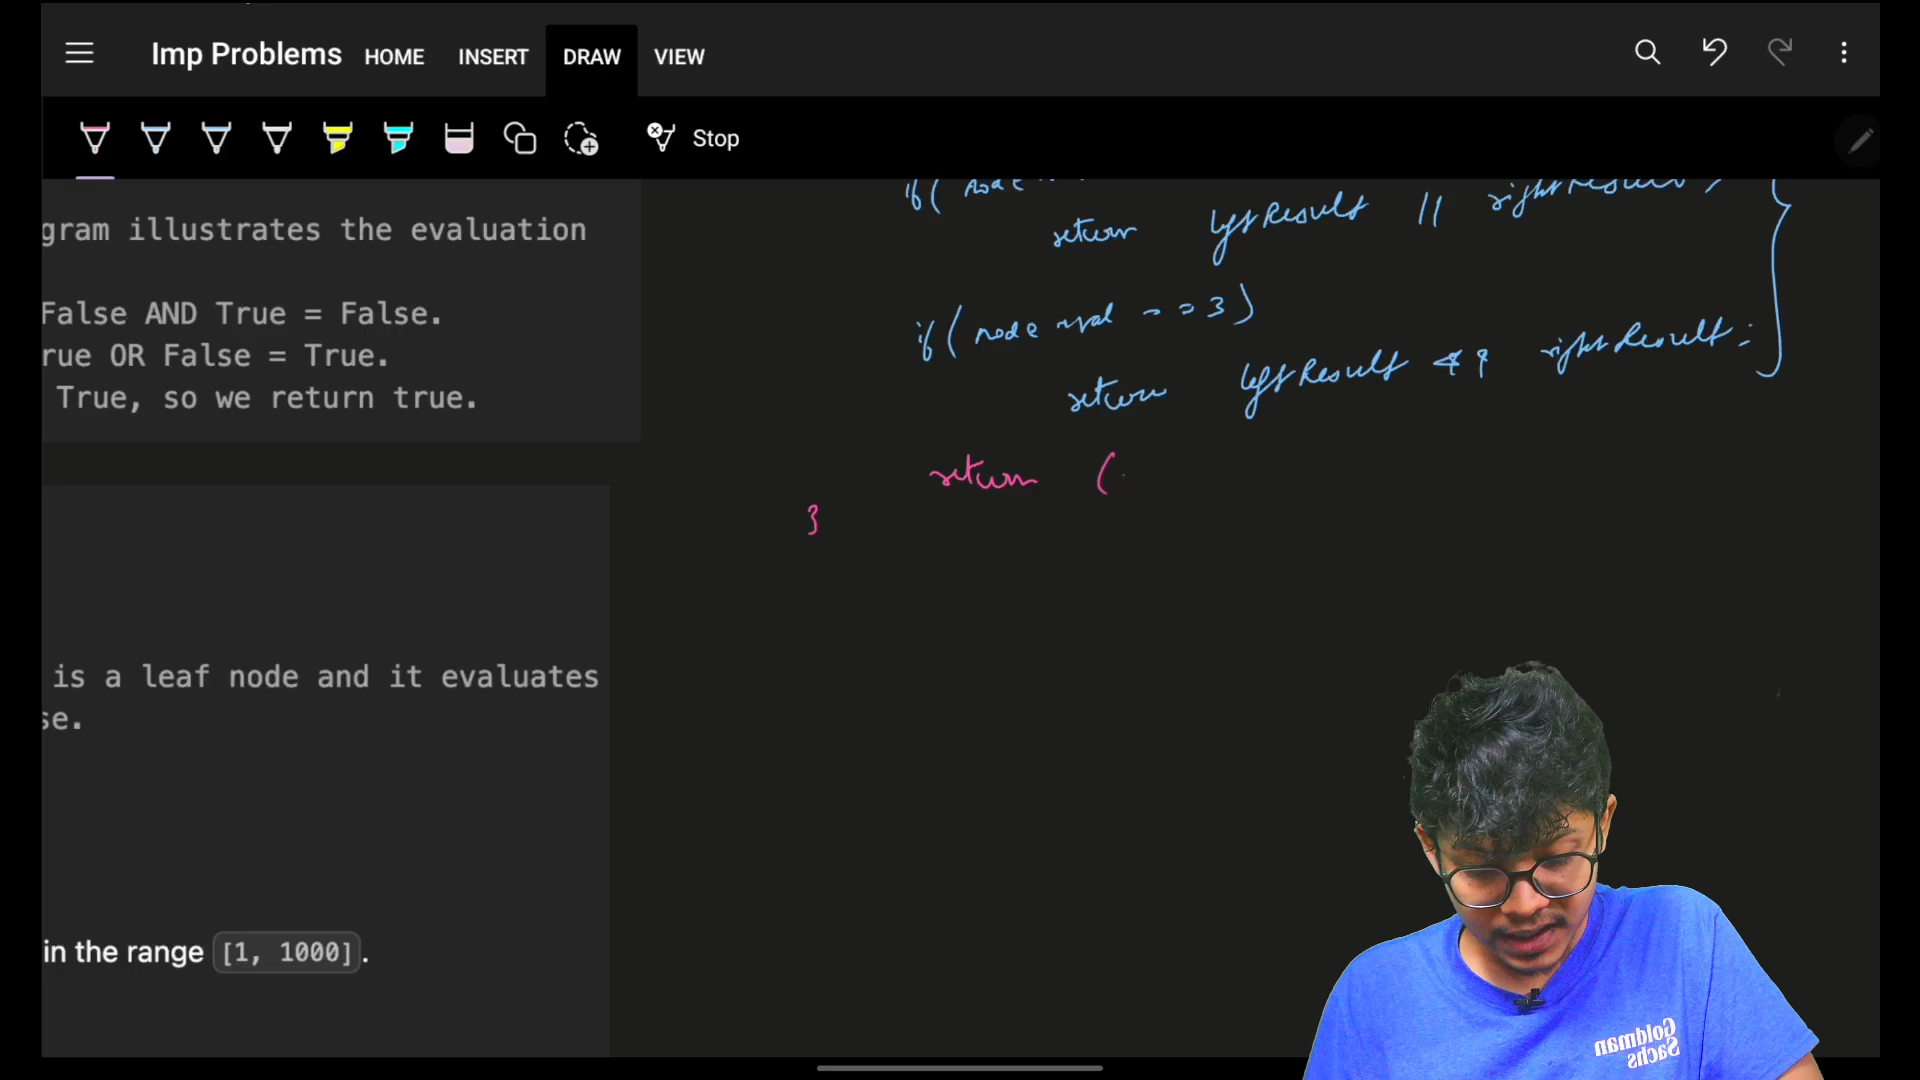 Imp Problems HOME INSERT DRAW VIEW
Stop
gram illustrates the evaluation
False AND True = False.
rue OR False = True.
True, so we return true.
is a leaf node and it evaluates
se.
in the range [1, 1000].
if( node
return leftResult || rightResult;
if( node val == 3)
return leftResult && rightResult;
return (
}
Goldman
Sachs